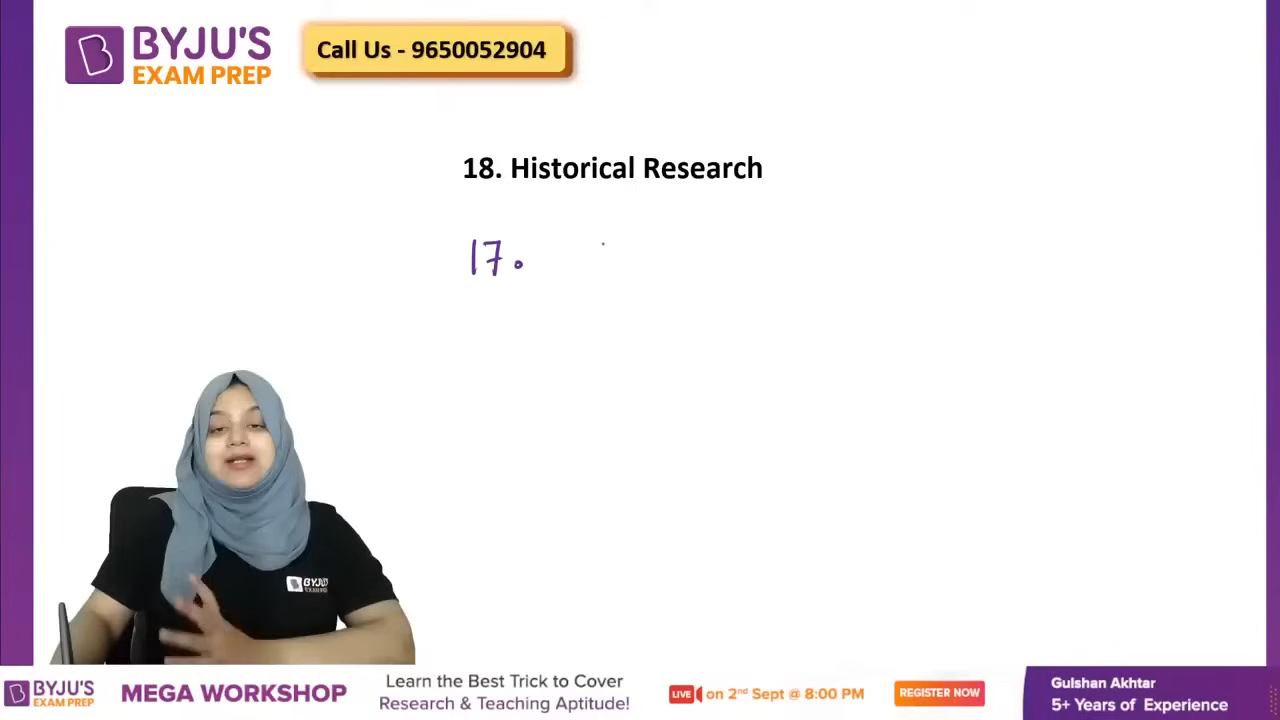 BYJU'S
EXAM PREP
Call Us - 9650052904
18. Historical Research
17.
BYJU'S
EXAM PREP
BYJU'S
EXAM PREP
MEGA WORKSHOP
Learn the Best Trick to Cover
Research & Teaching Aptitude!
LIVE on 2nd Sept @ 8:00 PM
REGISTER NOW
Gulshan Akhtar
5+ Years of Experience